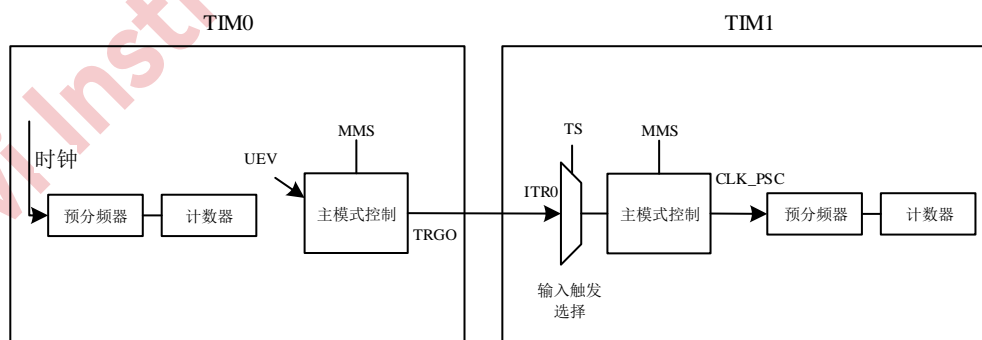 TIM0
TIM1
时钟
预分频器
计数器
UEV
MMS
主模式控制
TRGO
ITR0
TS
输入触发
选择
MMS
主模式控制
CLK_PSC
预分频器
计数器